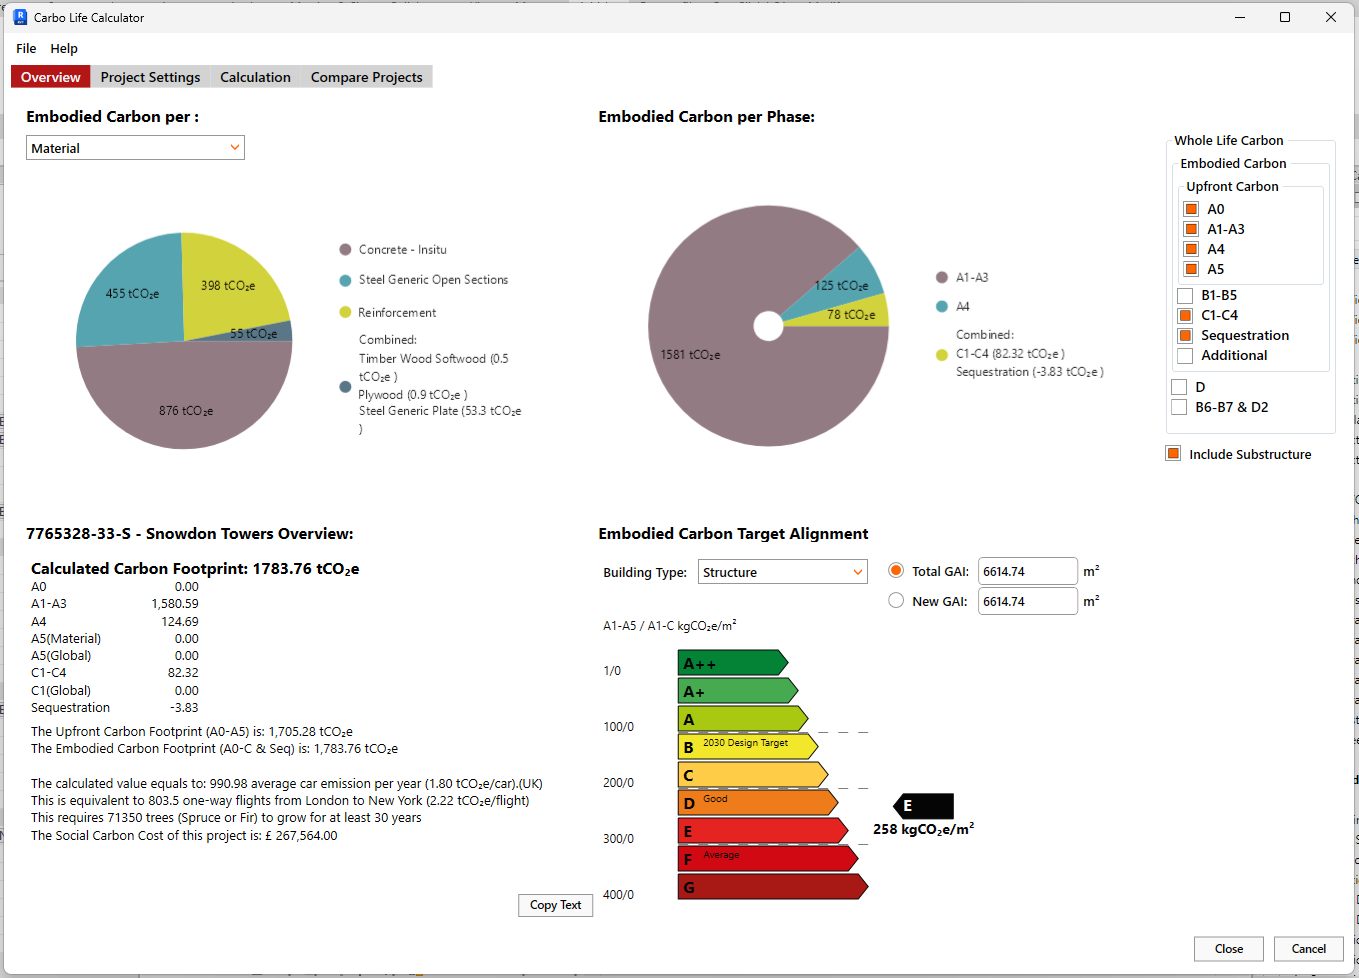 Carbo Life Calculator
File Help
Overview Project Settings Calculation Compare Projects
Embodied Carbon per :
Material
455 tCO₂e
398 tCO₂e
55 tCO₂e
876 tCO₂e
Concrete - Insitu
Steel Generic Open Sections
Reinforcement
Combined:
Timber Wood Softwood (0.5
tCO₂e )
Plywood (0.9 tCO₂e )
Steel Generic Plate (53.3 tCO₂e
)
Embodied Carbon per Phase:
125 tCO₂e
78 tCO₂e
1581 tCO₂e
A1-A3
A4
Combined:
C1-C4 (82.32 tCO₂e )
Sequestration (-3.83 tCO₂e )
Whole Life Carbon
Embodied Carbon
Upfront Carbon
A0
A1-A3
A4
A5
B1-B5
C1-C4
Sequestration
Additional
D
B6-B7 & D2
Include Substructure
7765328-33-S - Snowdon Towers Overview:
Calculated Carbon Footprint: 1783.76 tCO₂e
A0 0.00
A1-A3 1,580.59
A4 124.69
A5(Material) 0.00
A5(Global) 0.00
C1-C4 82.32
C1(Global) 0.00
Sequestration -3.83
The Upfront Carbon Footprint (A0-A5) is: 1,705.28 tCO₂e
The Embodied Carbon Footprint (A0-C & Seq) is: 1,783.76 tCO₂e
The calculated value equals to: 990.98 average car emission per year (1.80 tCO₂e/car).(UK)
This is equivalent to 803.5 one-way flights from London to New York (2.22 tCO₂e/flight)
This requires 71350 trees (Spruce or Fir) to grow for at least 30 years
The Social Carbon Cost of this project is: £ 267,564.00
Copy Text
Embodied Carbon Target Alignment
Building Type: Structure
Total GAI: 6614.74 m²
New GAI: 6614.74 m²
A1-A5 / A1-C kgCO₂e/m²
A++
1/0
A+
A
100/0
B 2030 Design Target
C
200/0
D Good
E
E
258 kgCO₂e/m²
300/0
F Average
G
400/0
Close Cancel